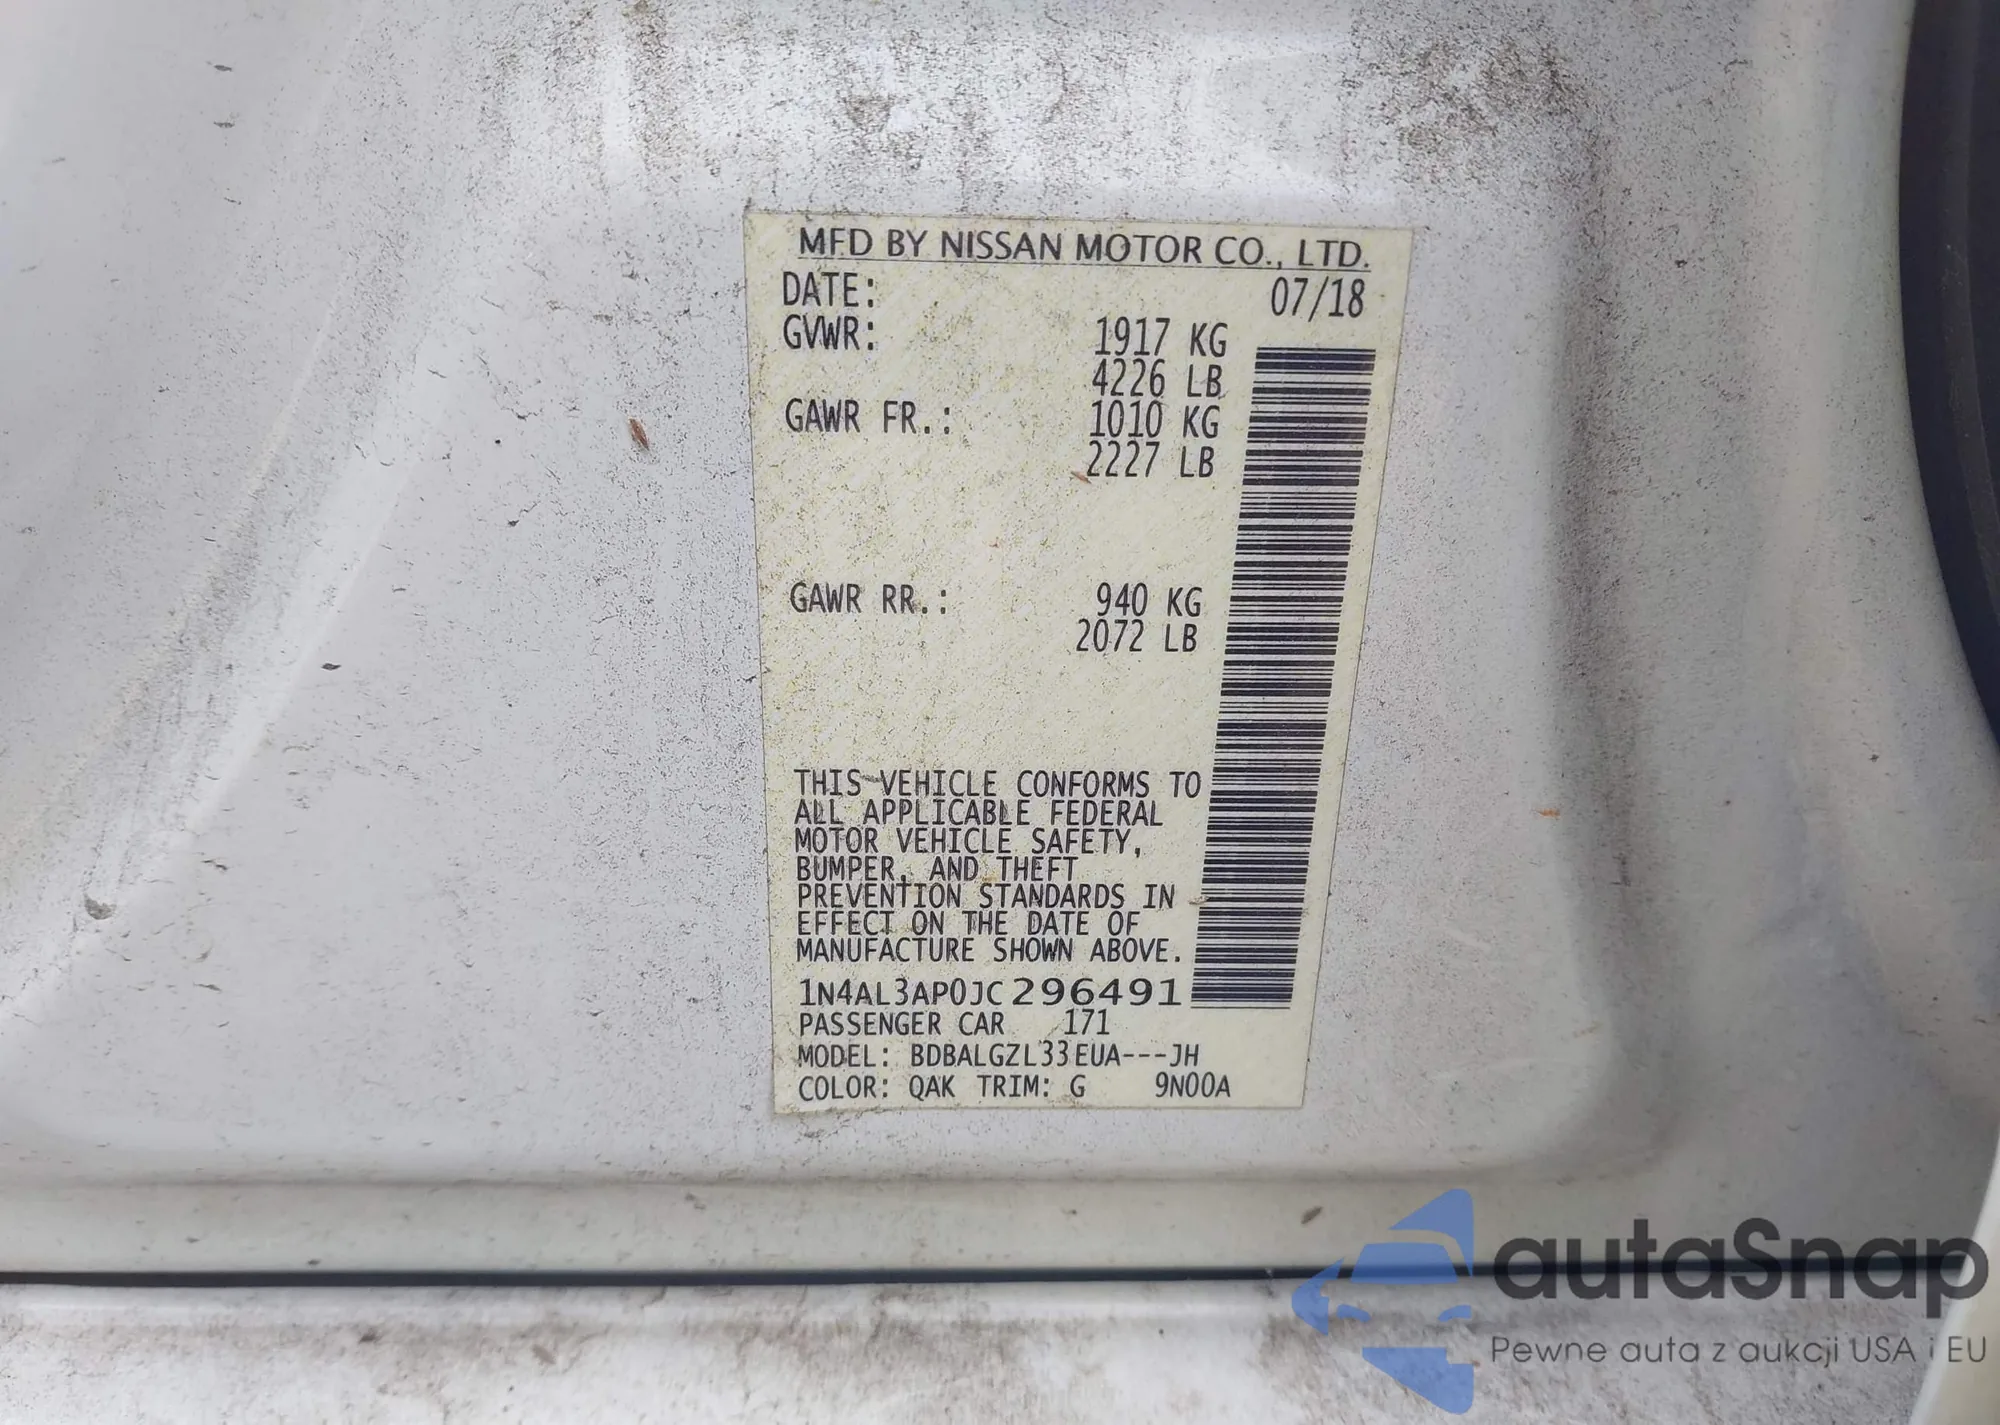 MFD BY NISSAN MOTOR CO., LTD.
DATE: 07/18
GVWR: 1917 KG
4226 LB
GAWR FR.: 1010 KG
2227 LB
GAWR RR.: 940 KG
2072 LB
THIS VEHICLE CONFORMS TO
ALL APPLICABLE FEDERAL
MOTOR VEHICLE SAFETY,
BUMPER, AND THEFT
PREVENTION STANDARDS IN
EFFECT ON THE DATE OF
MANUFACTURE SHOWN ABOVE.
1N4AL3AP0JC296491
PASSENGER CAR 171
MODEL: BDBALGZL33EUA---JH
COLOR: QAK TRIM: G 9N00A
autaSnap
Pewne auta z aukcji USA i EU